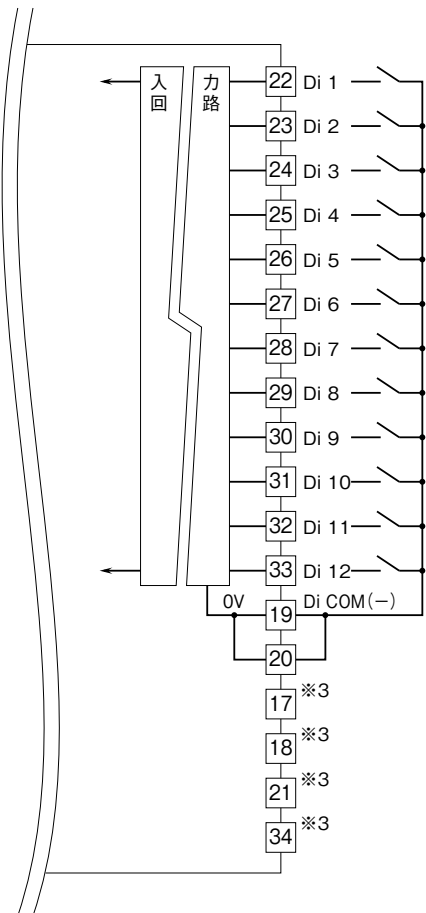 入力
回路
22 Di 1
23 Di 2
24 Di 3
25 Di 4
26 Di 5
27 Di 6
28 Di 7
29 Di 8
30 Di 9
31 Di 10
32 Di 11
33 Di 12
0V 19 Di COM(－)
20
17 ※3
18 ※3
21 ※3
34 ※3